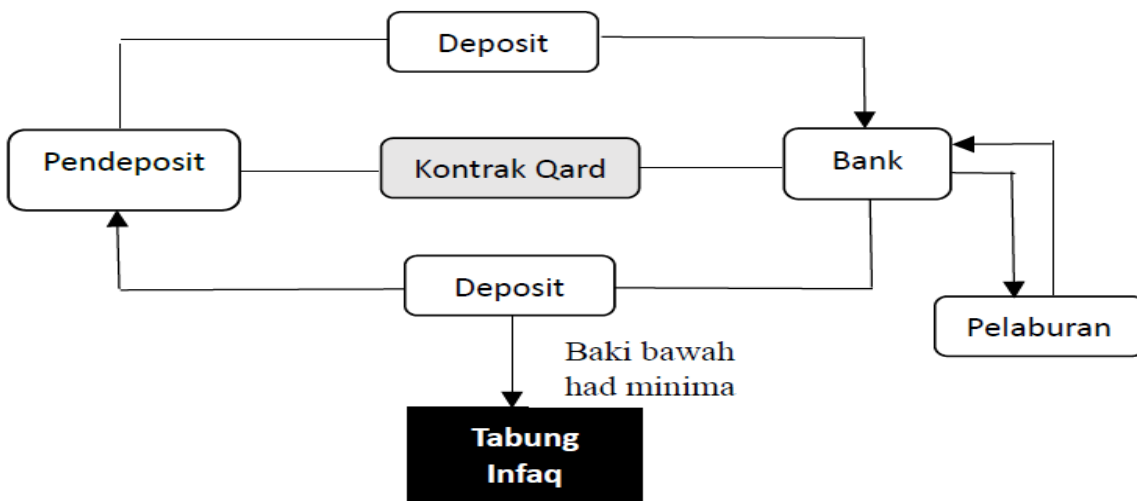 Deposit
Pendeposit
Kontrak Qard
Bank
Deposit
Pelaburan
Baki bawah
had minima
Tabung
Infaq